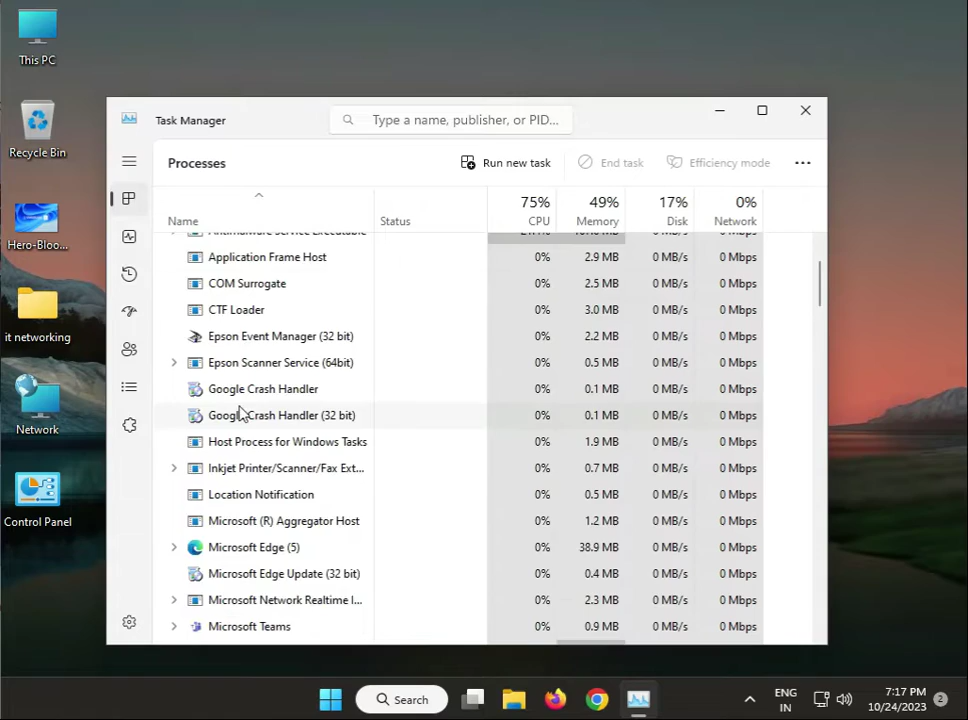 This PC
Recycle Bin
Hero-Bloo...
it networking
Network
Control Panel
Task Manager
Type a name, publisher, or PID...
Processes
Run new task
End task
Efficiency mode
...
75% 49% 17% 0%
Name Status CPU Memory Disk Network
Antimalware Service Executable
Application Frame Host 0% 2.9 MB 0 MB/s 0 Mbps
COM Surrogate 0% 2.5 MB 0 MB/s 0 Mbps
CTF Loader 0% 3.0 MB 0 MB/s 0 Mbps
Epson Event Manager (32 bit) 0% 2.2 MB 0 MB/s 0 Mbps
Epson Scanner Service (64bit) 0% 0.5 MB 0 MB/s 0 Mbps
Google Crash Handler 0% 0.1 MB 0 MB/s 0 Mbps
Google Crash Handler (32 bit) 0% 0.1 MB 0 MB/s 0 Mbps
Host Process for Windows Tasks 0% 1.9 MB 0 MB/s 0 Mbps
Inkjet Printer/Scanner/Fax Ext... 0% 0.7 MB 0 MB/s 0 Mbps
Location Notification 0% 0.5 MB 0 MB/s 0 Mbps
Microsoft (R) Aggregator Host 0% 1.2 MB 0 MB/s 0 Mbps
Microsoft Edge (5) 0% 38.9 MB 0 MB/s 0 Mbps
Microsoft Edge Update (32 bit) 0% 0.4 MB 0 MB/s 0 Mbps
Microsoft Network Realtime I... 0% 2.3 MB 0 MB/s 0 Mbps
Microsoft Teams 0% 0.9 MB 0 MB/s 0 Mbps
Search
ENG
IN
7:17 PM
10/24/2023
2